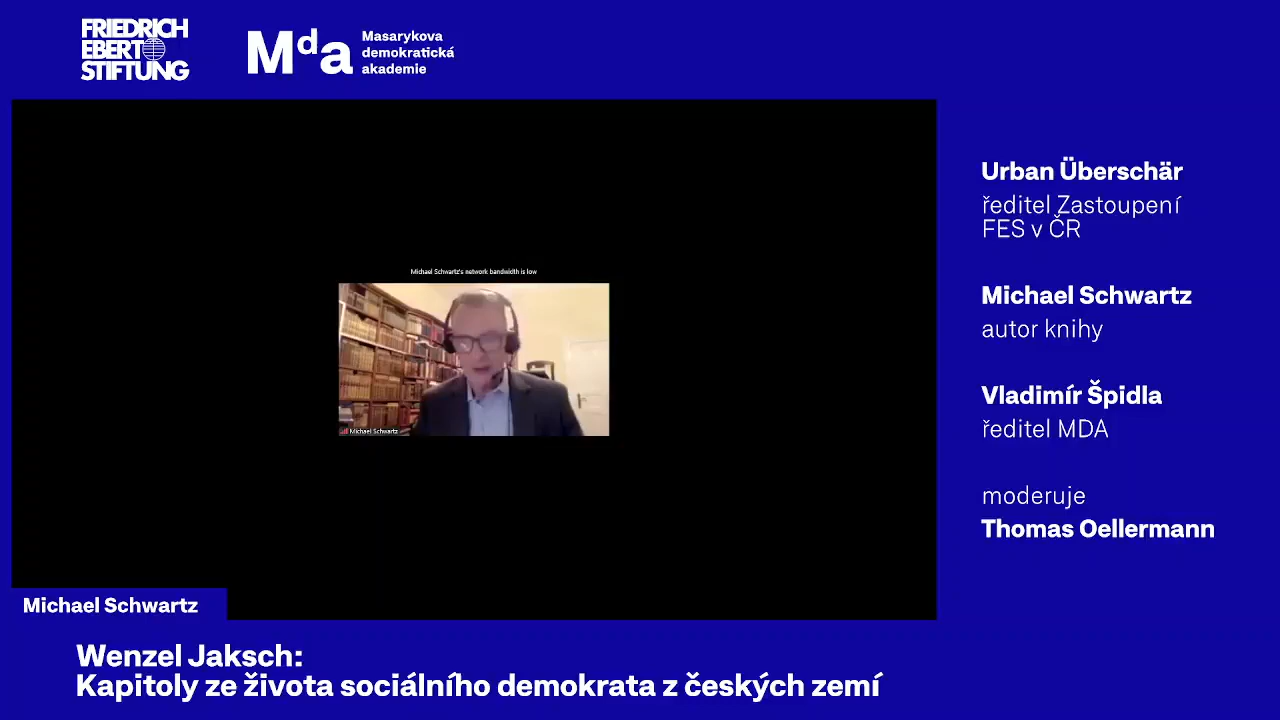 FRIEDRICH
EBERT
STIFTUNG
Mda
Masarykova
demokratická
akademie
Michael Schwartz's network bandwidth is low
Michael Schwartz
Michael Schwartz
Urban Überschär
ředitel Zastoupení
FES v ČR
Michael Schwartz
autor knihy
Vladimír Špidla
ředitel MDA
moderuje
Thomas Oellermann
Wenzel Jaksch:
Kapitoly ze života sociálního demokrata z českých zemí